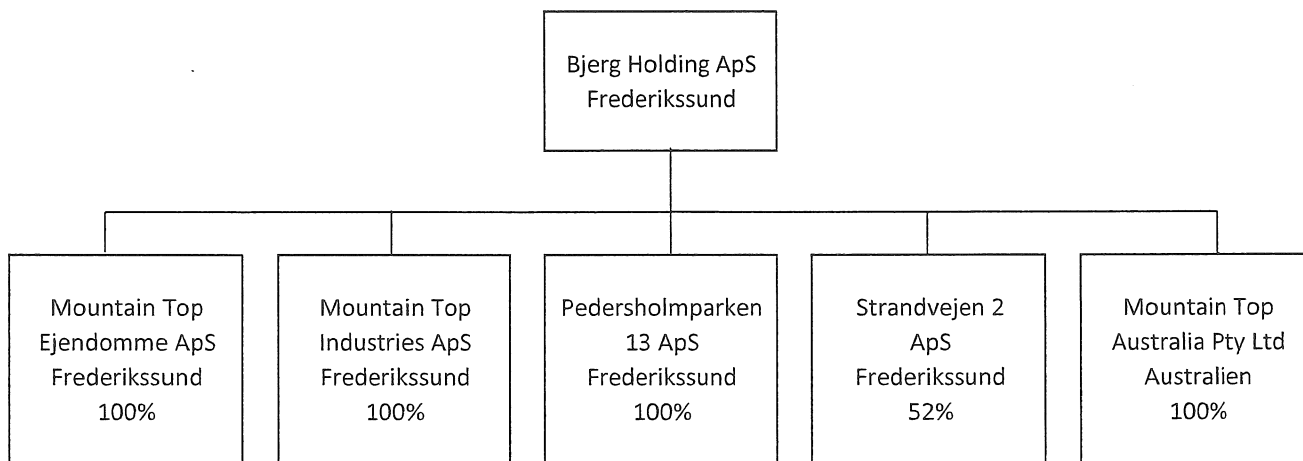 Bjerg Holding ApS
Frederikssund
Mountain Top
Ejendomme ApS
Frederikssund
100%
Mountain Top
Industries ApS
Frederikssund
100%
Pedersholmparken
13 ApS
Frederikssund
100%
Strandvejen 2
ApS
Frederikssund
52%
Mountain Top
Australia Pty Ltd
Australien
100%